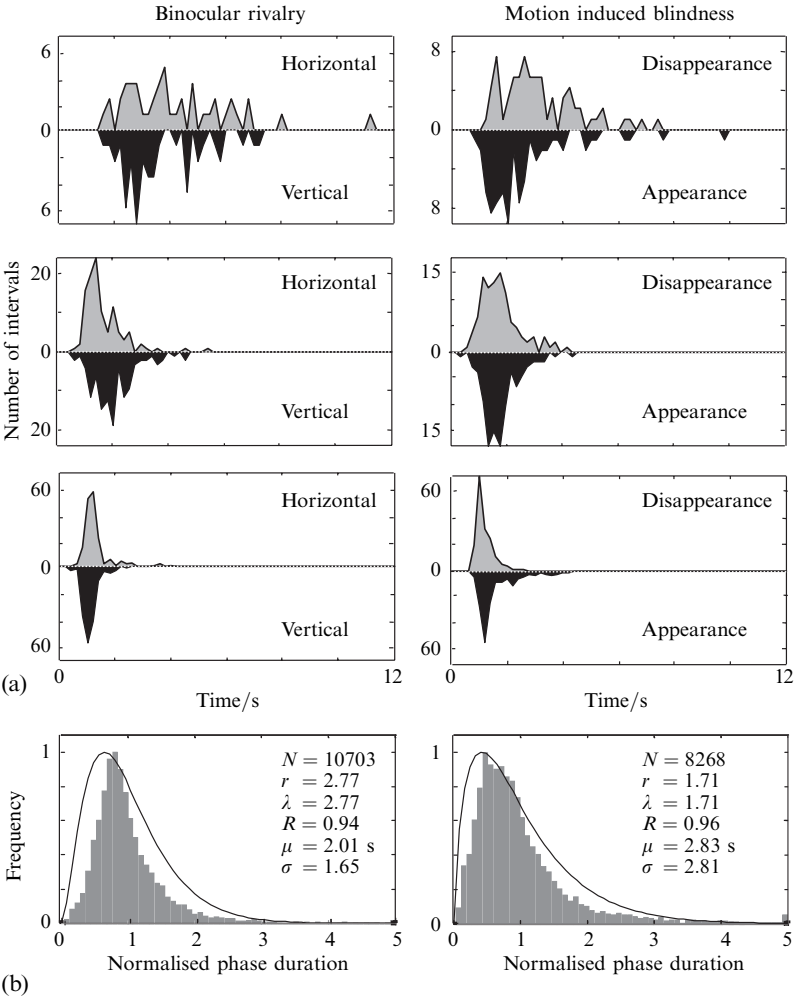 Binocular rivalry
Motion induced blindness
6
Horizontal
0
Vertical
6
8
Disappearance
0
Appearance
8
Number of intervals
20
Horizontal
0
Vertical
20
15
Disappearance
0
Appearance
15
60
Horizontal
0
Vertical
60
0
12
Time/s
60
Disappearance
0
Appearance
60
0
12
Time/s
(a)
Frequency
1
0
N = 10703
r = 2.77
λ = 2.77
R = 0.94
μ = 2.01 s
σ = 1.65
0 1 2 3 4 5
Normalised phase duration
1
0
N = 8268
r = 1.71
λ = 1.71
R = 0.96
μ = 2.83 s
σ = 2.81
0 1 2 3 4 5
Normalised phase duration
(b)